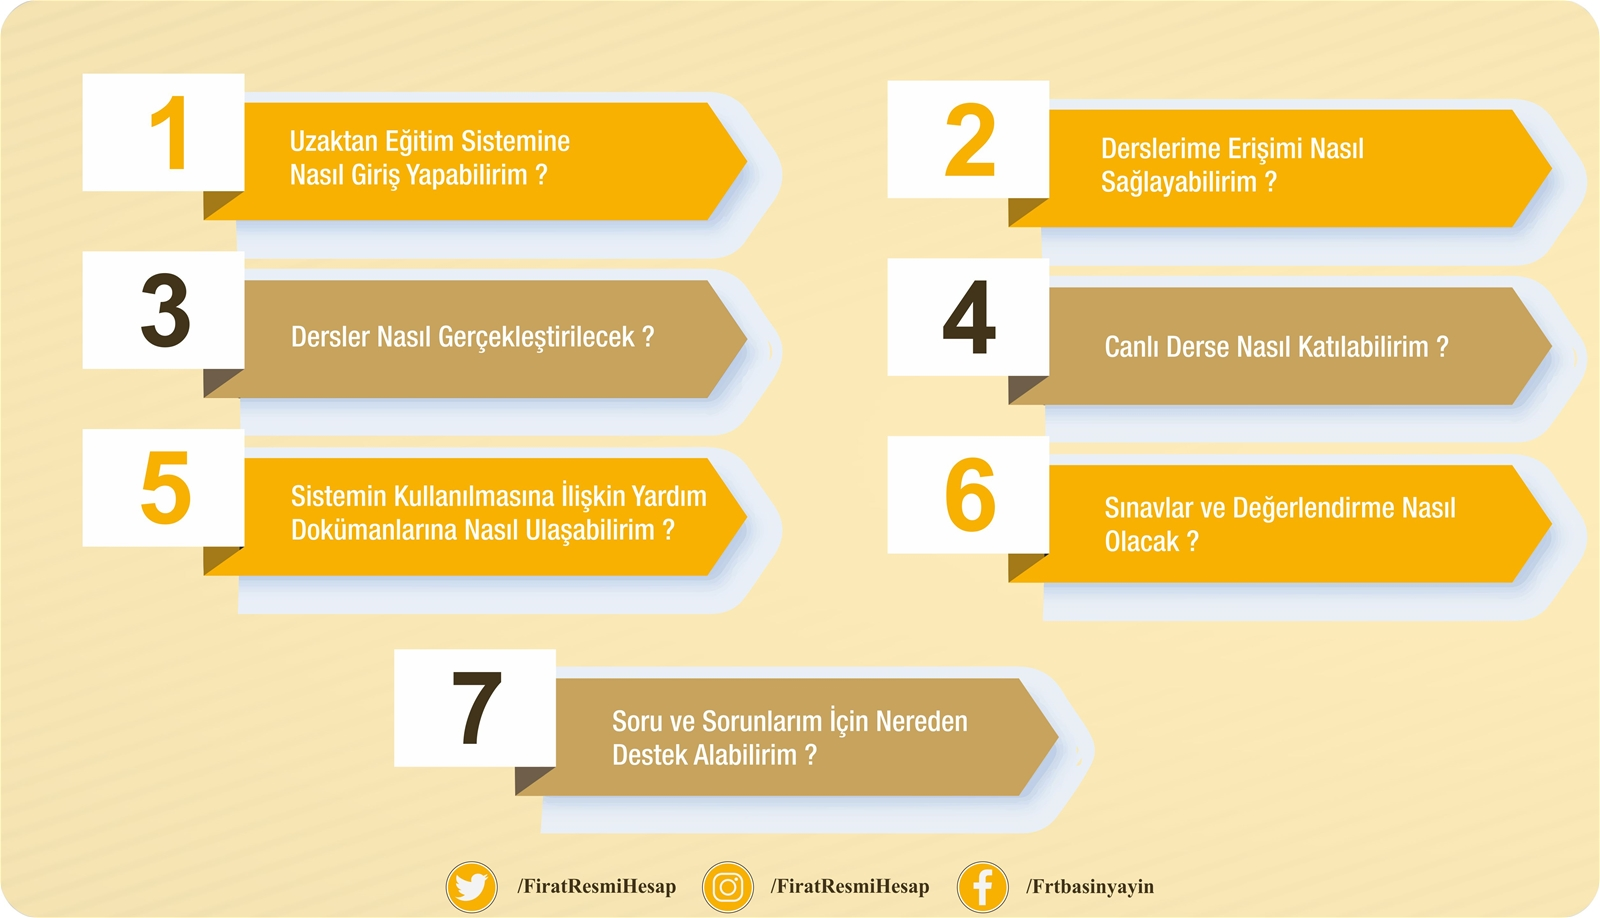 1
Uzaktan Eğitim Sistemine
Nasıl Giriş Yapabilirim ?
2
Derslerime Erişimi Nasıl
Sağlayabilirim ?
3
Dersler Nasıl Gerçekleştirilecek ?
4
Canlı Derse Nasıl Katılabilirim ?
5
Sistemin Kullanılmasına İlişkin Yardım
Dokümanlarına Nasıl Ulaşabilirim ?
6
Sınavlar ve Değerlendirme Nasıl
Olacak ?
7
Soru ve Sorunlarım İçin Nereden
Destek Alabilirim ?
/FiratResmiHesap
/FiratResmiHesap
/Frtbasinyayin